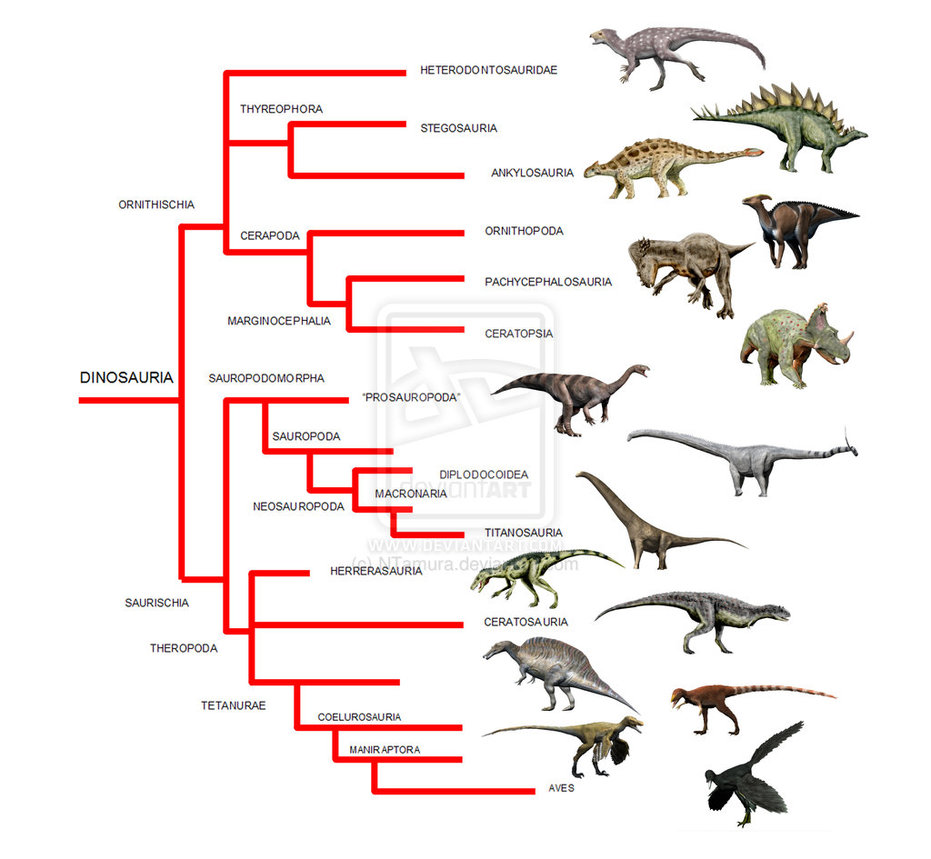 HETERODONTOSAURIDAE
THYREOPHORA
STEGOSAURIA
ANKYLOSAURIA
ORNITHISCHIA
CERAPODA
ORNITHOPODA
PACHYCEPHALOSAURIA
MARGINOCEPHALIA
CERATOPSIA
DINOSAURIA
SAUROPODOMORPHA
"PROSAUROPODA"
SAUROPODA
DIPLODOCOIDEA
deviantART
MACRONARIA
NEOSAUROPODA
TITANOSAURIA
WWW.DEVIANTART.COM
(c) NTamura.deviantart.com
HERRERASAURIA
SAURISCHIA
CERATOSAURIA
THEROPODA
TETANURAE
COELUROSAURIA
MANIRAPTORA
AVES